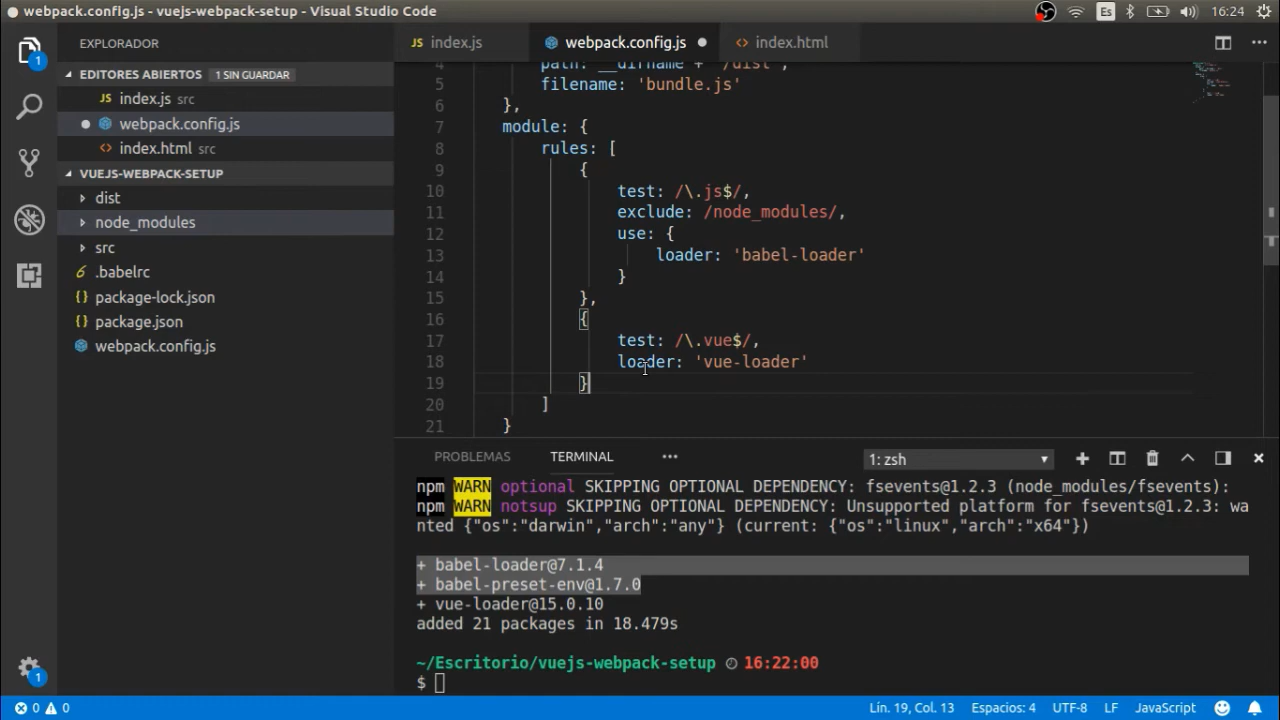 webpack.config.js - vuejs-webpack-setup - Visual Studio Code
Es
16:24
EXPLORADOR
EDITORES ABIERTOS 1 SIN GUARDAR
JS index.js src
webpack.config.js
<> index.html src
VUEJS-WEBPACK-SETUP
dist
node_modules
src
.babelrc
{} package-lock.json
{} package.json
webpack.config.js
1
1
JS index.js
webpack.config.js
<> index.html
4 path: __dirname + '/dist',
5 filename: 'bundle.js'
6 },
7 module: {
8 rules: [
9 {
10 test: /\.js$/,
11 exclude: /node_modules/,
12 use: {
13 loader: 'babel-loader'
14 }
15 },
16 {
17 test: /\.vue$/,
18 loader: 'vue-loader'
19 }
20 ]
21 }
PROBLEMAS TERMINAL ••• 1: zsh
npm WARN optional SKIPPING OPTIONAL DEPENDENCY: fsevents@1.2.3 (node_modules/fsevents):
npm WARN notsup SKIPPING OPTIONAL DEPENDENCY: Unsupported platform for fsevents@1.2.3: wa
nted {"os":"darwin","arch":"any"} (current: {"os":"linux","arch":"x64"})
+ babel-loader@7.1.4
+ babel-preset-env@1.7.0
+ vue-loader@15.0.10
added 21 packages in 18.479s
~/Escritorio/vuejs-webpack-setup 16:22:00
$
0 0
Lín. 19, Col. 13 Espacios: 4 UTF-8 LF JavaScript